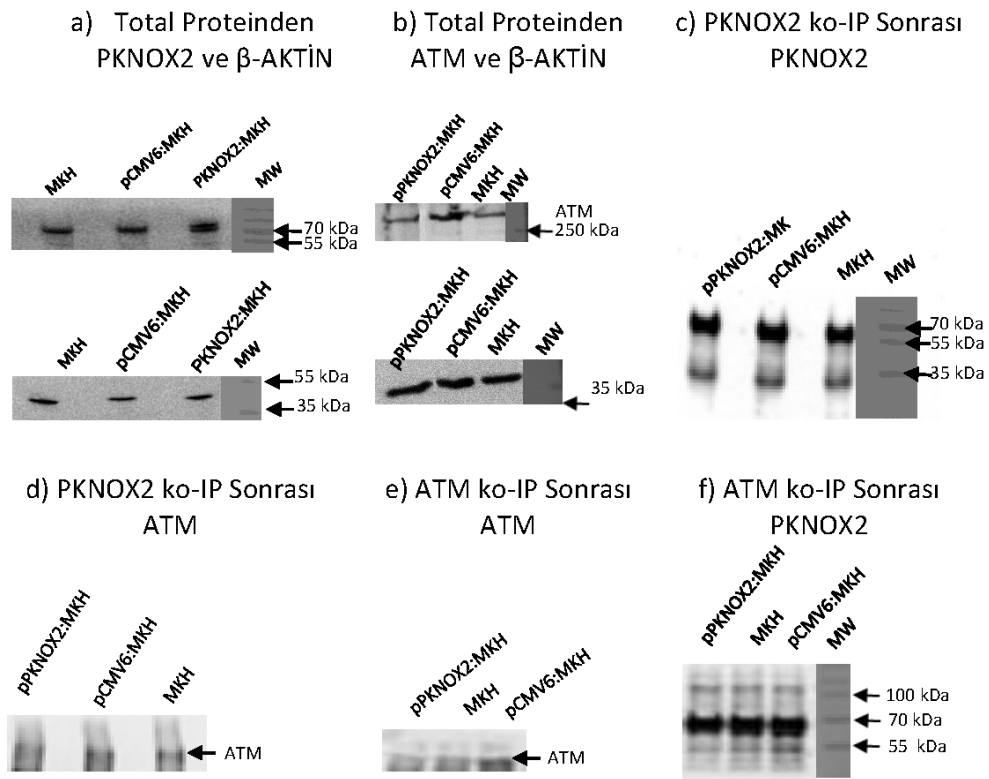 a) Total Proteinden
PKNOX2 ve β-AKTİN
MKH
pCMV6:MKH
PKNOX2:MKH
MW
70 kDa
55 kDa
MKH
pCMV6:MKH
PKNOX2:MKH
MW
55 kDa
35 kDa
b) Total Proteinden
ATM ve β-AKTİN
pPKNOX2:MKH
pCMV6:MKH
MKH
MW
ATM
250 kDa
pPKNOX2:MKH
pCMV6:MKH
MKH
MW
35 kDa
c) PKNOX2 ko-IP Sonrası
PKNOX2
pPKNOX2:MK
pCMV6:MKH
MKH
MW
70 kDa
55 kDa
35 kDa
d) PKNOX2 ko-IP Sonrası
ATM
pPKNOX2:MKH
pCMV6:MKH
MKH
ATM
e) ATM ko-IP Sonrası
ATM
pPKNOX2:MKH
MKH
pCMV6:MKH
ATM
f) ATM ko-IP Sonrası
PKNOX2
pPKNOX2:MKH
MKH
pCMV6:MKH
MW
100 kDa
70 kDa
55 kDa